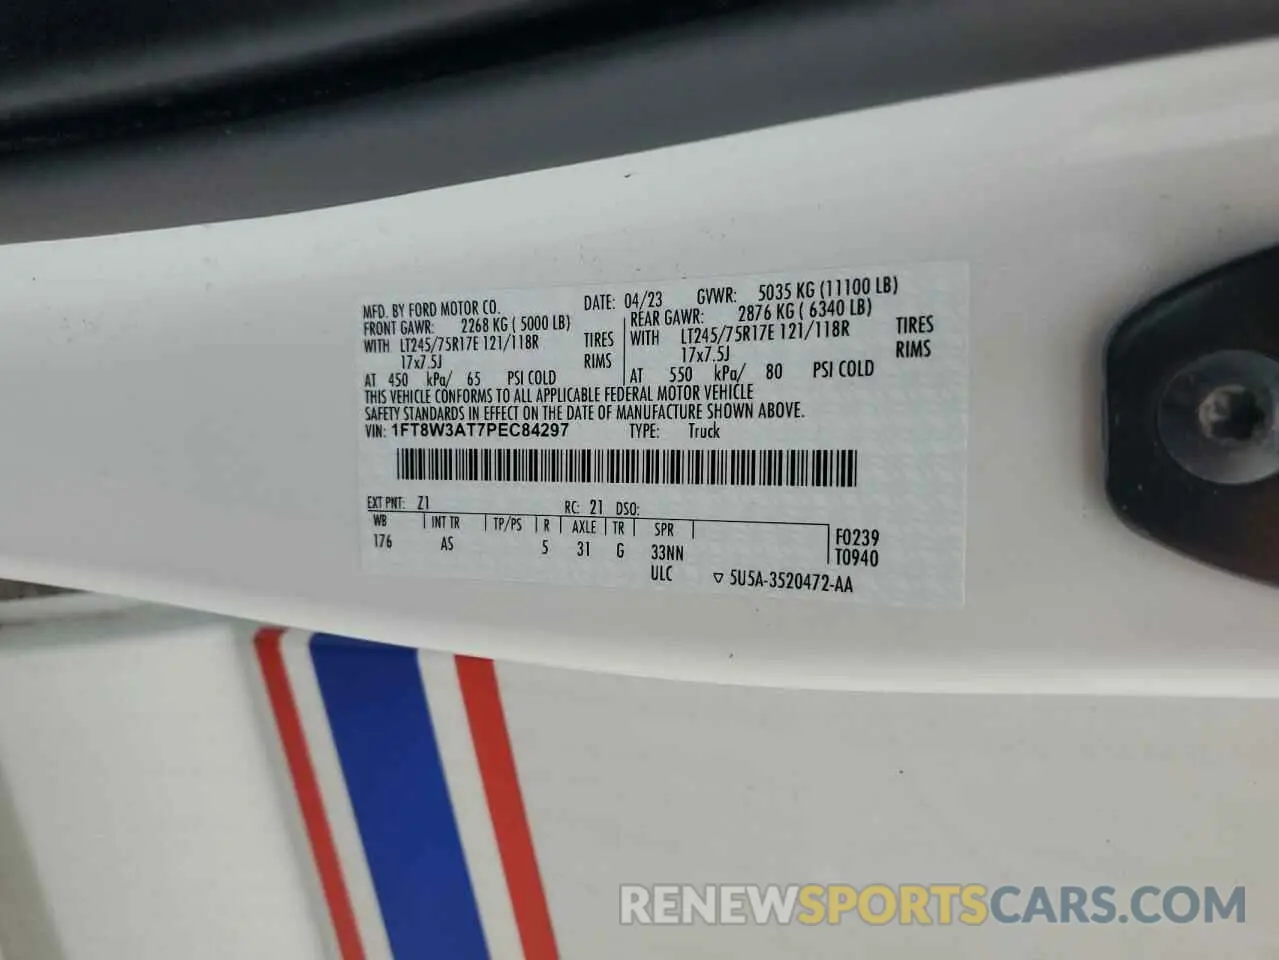 MFD. BY FORD MOTOR CO. DATE: 04/23 GVWR: 5035 KG (11100 LB)
FRONT GAWR: 2268 KG ( 5000 LB) REAR GAWR: 2876 KG ( 6340 LB)
WITH LT245/75R17E 121/118R TIRES WITH LT245/75R17E 121/118R TIRES
17x7.5J RIMS 17x7.5J RIMS
AT 450 kPa/ 65 PSI COLD AT 550 kPa/ 80 PSI COLD
THIS VEHICLE CONFORMS TO ALL APPLICABLE FEDERAL MOTOR VEHICLE
SAFETY STANDARDS IN EFFECT ON THE DATE OF MANUFACTURE SHOWN ABOVE.
VIN: 1FT8W3AT7PEC84297 TYPE: Truck
EXT PNT: Z1 RC: 21 DSO:
WB INT TR TP/PS R AXLE TR SPR F0239
176 AS 5 31 G 33NN T0940
ULC ▽ 5U5A-3520472-AA
RENEWSPORTSCARS.COM